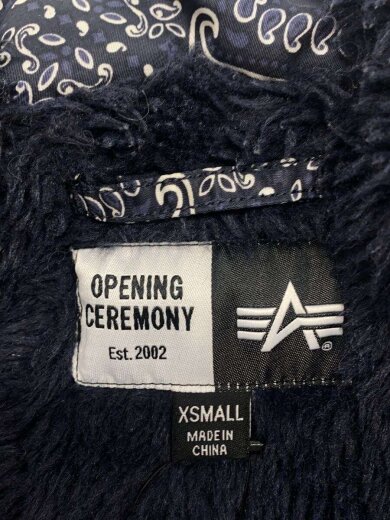 OPENING
CEREMONY
Est. 2002
XSMALL
MADE IN
CHINA